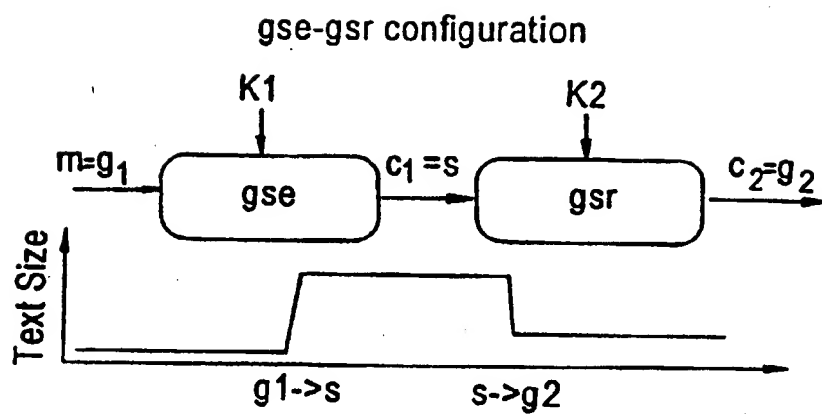 gse-gsr configuration
K1 K2
m=g1 gse c1=s gsr c2=g2
Text Size
g1->s s->g2